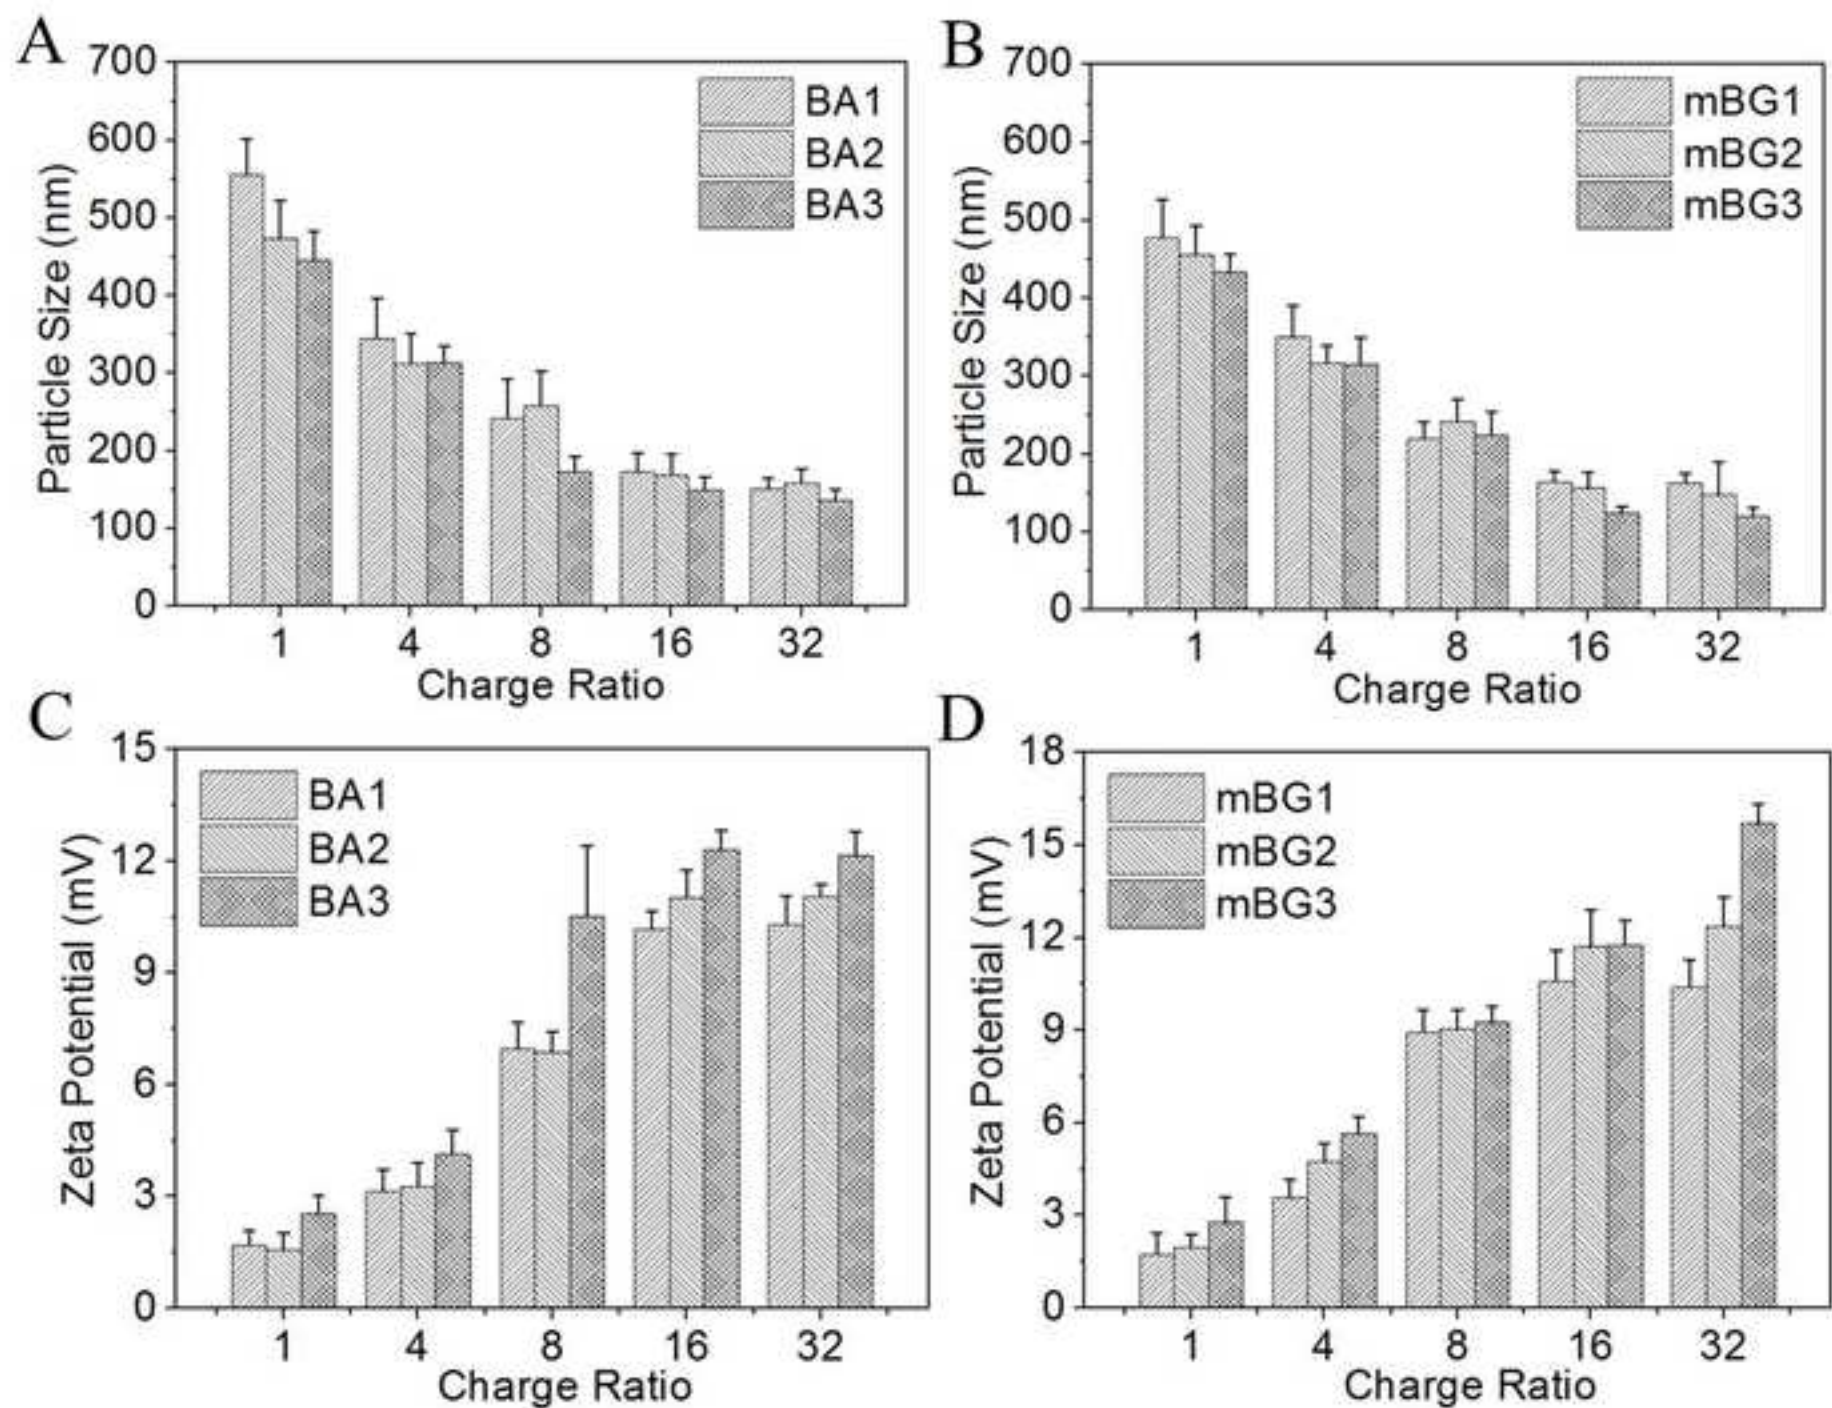 A
700
600
500
400
300
200
100
0
Particle Size (nm)
BA1
BA2
BA3
1 4 8 16 32
Charge Ratio
B
700
600
500
400
300
200
100
0
Particle Size (nm)
mBG1
mBG2
mBG3
1 4 8 16 32
Charge Ratio
C
15
12
9
6
3
0
Zeta Potential (mV)
BA1
BA2
BA3
1 4 8 16 32
Charge Ratio
D
18
15
12
9
6
3
0
Zeta Potential (mV)
mBG1
mBG2
mBG3
1 4 8 16 32
Charge Ratio